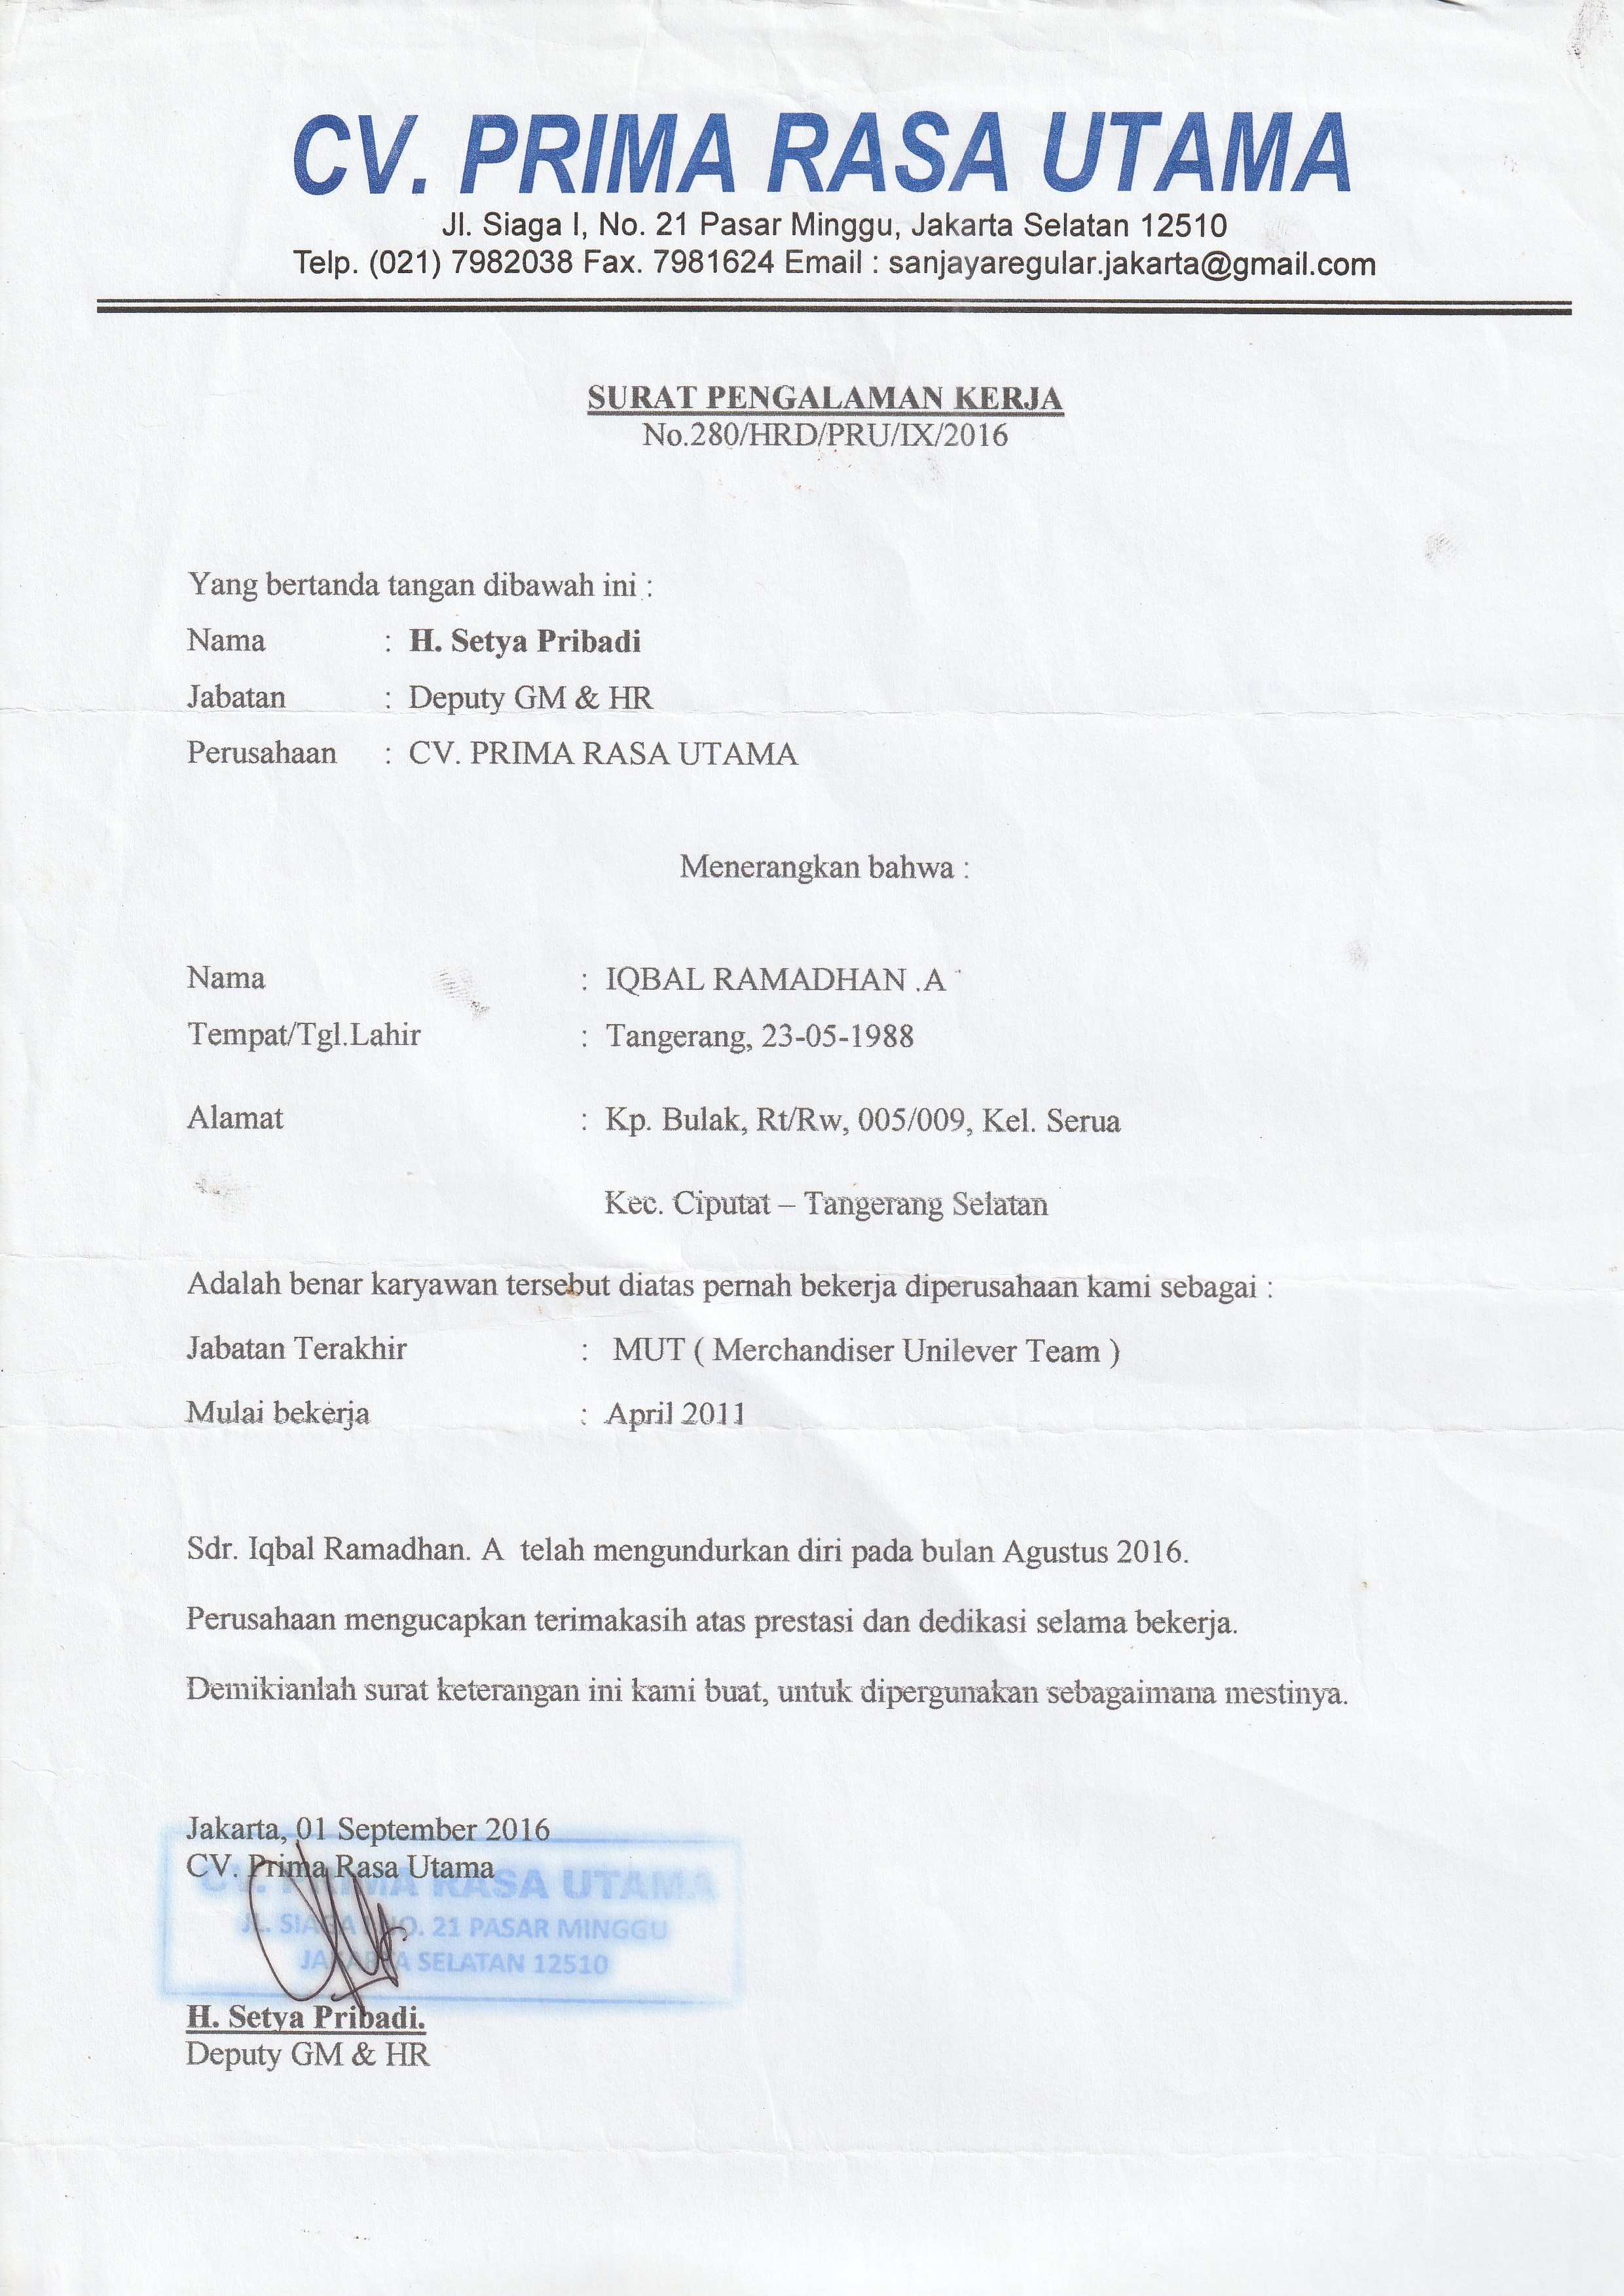 CV. PRIMA RASA UTAMA
Jl. Siaga I, No. 21 Pasar Minggu, Jakarta Selatan 12510
Telp. (021) 7982038 Fax. 7981624 Email : sanjayaregular.jakarta@gmail.com
SURAT PENGALAMAN KERJA
No.280/HRD/PRU/IX/2016
Yang bertanda tangan dibawah ini :
Nama : H. Setya Pribadi
Jabatan : Deputy GM & HR
Perusahaan : CV. PRIMA RASA UTAMA
Menerangkan bahwa :
Nama : IQBAL RAMADHAN .A
Tempat/Tgl.Lahir : Tangerang, 23-05-1988
Alamat : Kp. Bulak, Rt/Rw, 005/009, Kel. Serua
Kec. Ciputat – Tangerang Selatan
Adalah benar karyawan tersebut diatas pernah bekerja diperusahaan kami sebagai :
Jabatan Terakhir : MUT ( Merchandiser Unilever Team )
Mulai bekerja : April 2011
Sdr. Iqbal Ramadhan. A telah mengundurkan diri pada bulan Agustus 2016.
Perusahaan mengucapkan terimakasih atas prestasi dan dedikasi selama bekerja.
Demikianlah surat keterangan ini kami buat, untuk dipergunakan sebagaimana mestinya.
Jakarta, 01 September 2016
CV. Prima Rasa Utama
CV. PRIMA RASA UTAMA
JL. SIAGA I NO. 21 PASAR MINGGU
JAKARTA SELATAN 12510
H. Setya Pribadi.
Deputy GM & HR